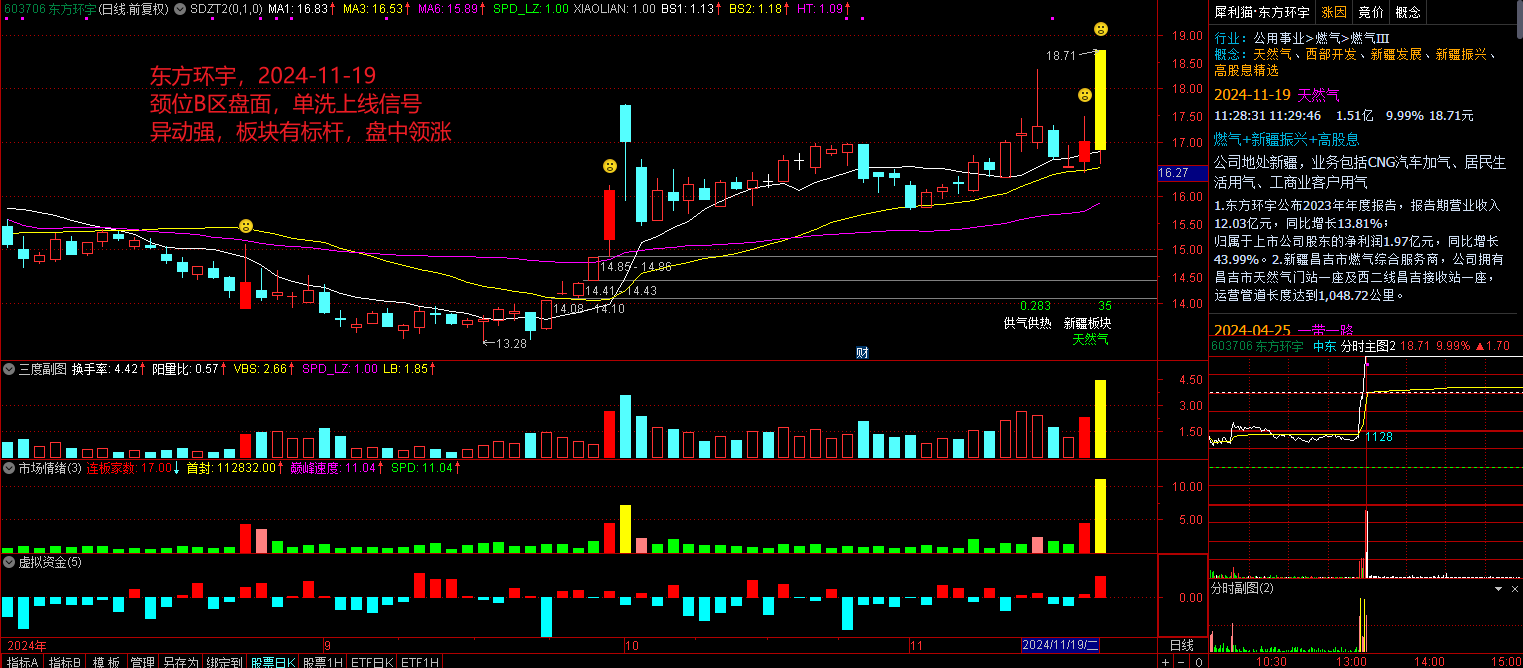 603706 东方环宇(日线.前复权) SDZT2(0,1,0) MA1: 16.83↑ MA3: 16.53↑ MA6: 15.89↑ SPD_LZ: 1.00 XIAOLIAN: 1.00 BS1: 1.13↑ BS2: 1.18↑ HT: 1.09↑
东方环宇，2024-11-19
颈位B区盘面，单洗上线信号
异动强，板块有标杆，盘中领涨
18.71
14.85 - 14.86
14.41 - 14.43
14.08 - 14.10
13.28
0.283
35
供气供热
新疆板块
天然气
财
19.00
18.50
18.00
17.50
17.00
16.27
16.00
15.50
15.00
14.50
14.00
三度副图 换手率: 4.42↑ 阳量比: 0.57↑ VBS: 2.66↑ SPD_LZ: 1.00 LB: 1.85↑
4.50
3.00
1.50
市场情绪(3) 连板家数: 17.00↓ 首封: 112832.00↑ 巅峰速度: 11.04↑ SPD: 11.04↑
10.00
5.00
虚拟资金(5)
0.00
2024年
9
10
11
2024/11/19/二
日线
指标A 指标B 模板 管理 另存为 绑定到 股票日K 股票1H ETF日K ETF1H
+ - 0
犀利猫·东方环宇 涨因 竞价 概念
行业：公用事业>燃气>燃气Ⅲ
概念：天然气、西部开发、新疆发展、新疆振兴、
高股息精选
2024-11-19 天然气
11:28:31 11:29:46 1.51亿 9.99% 18.71元
燃气+新疆振兴+高股息
公司地处新疆，业务包括CNG汽车加气、居民生
活用气、工商业客户用气
1.东方环宇公布2023年年度报告，报告期营业收入
12.03亿元，同比增长13.81%；
归属于上市公司股东的净利润1.97亿元，同比增长
43.99%。2.新疆昌吉市燃气综合服务商，公司拥有
昌吉市天然气门站一座及西二线昌吉接收站一座，
运营管道长度达到1,048.72公里。
2024-04-25 一带一路
603706 东方环宇 中东 分时主图2 18.71 9.99% ▲1.70
1128
分时副图(2)
10:30
13:00
14:00
15:00